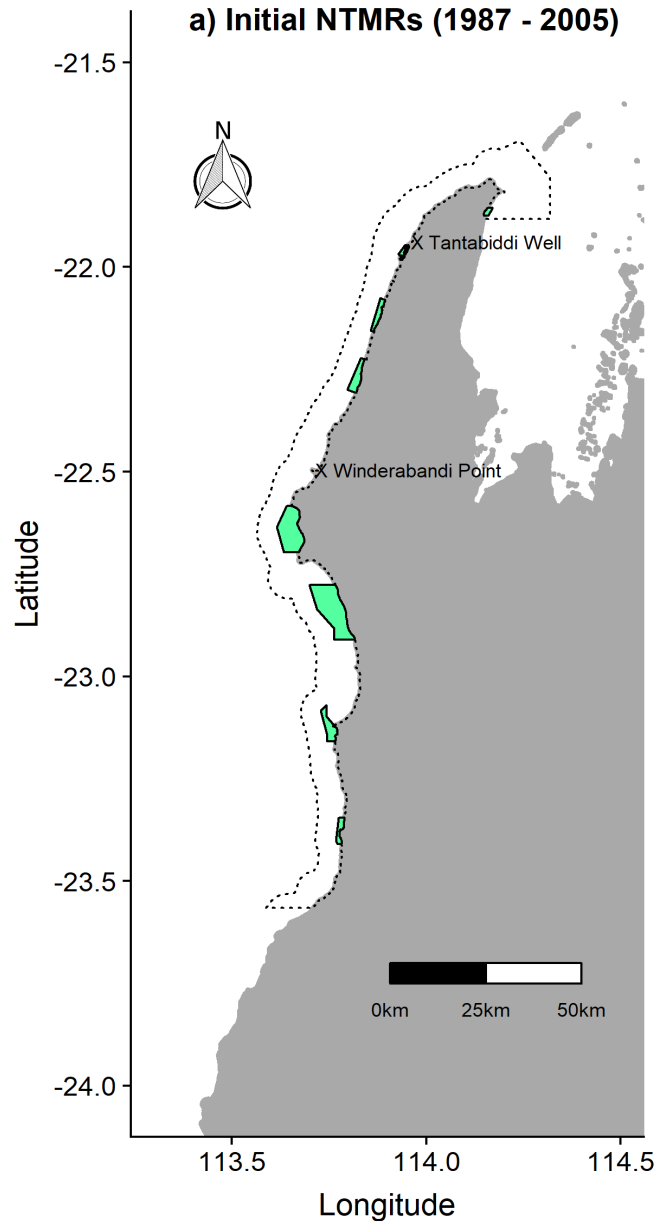 a) Initial NTMRs (1987 - 2005)
-21.5
N
X Tantabiddi Well
-22.0
X Winderabandi Point
-22.5
Latitude
-23.0
-23.5
0km 25km 50km
-24.0
113.5 114.0 114.5
Longitude